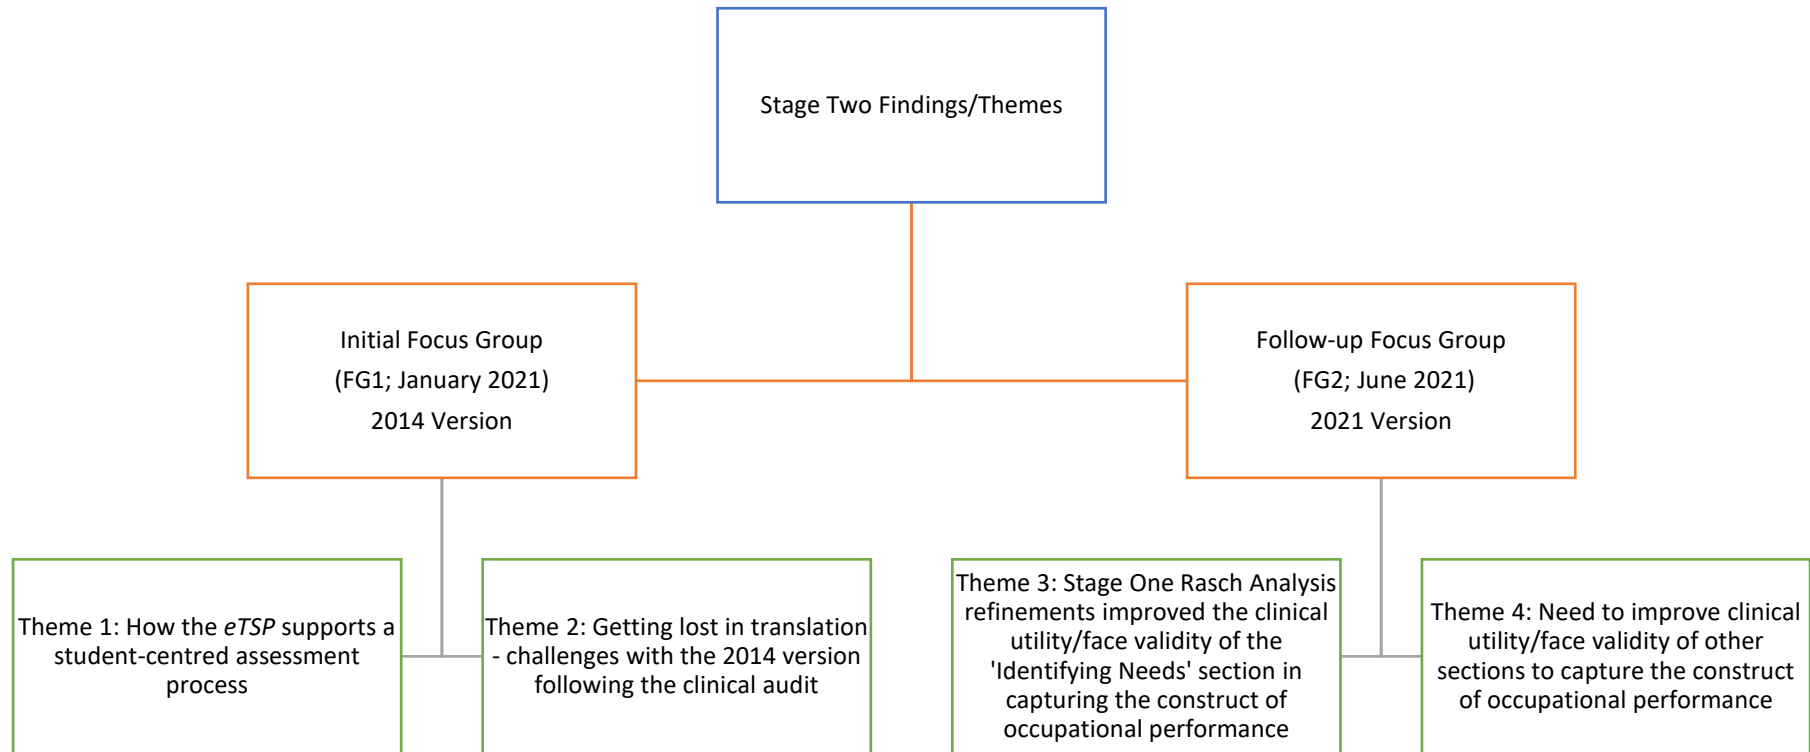 Stage Two Findings/Themes
Initial Focus Group
(FG1; January 2021)
2014 Version
Follow-up Focus Group
(FG2; June 2021)
2021 Version
Theme 1: How the eTSP supports a
student-centred assessment
process
Theme 2: Getting lost in translation
- challenges with the 2014 version
following the clinical audit
Theme 3: Stage One Rasch Analysis
refinements improved the clinical
utility/face validity of the
'Identifying Needs' section in
capturing the construct of
occupational performance
Theme 4: Need to improve clinical
utility/face validity of other
sections to capture the construct
of occupational performance